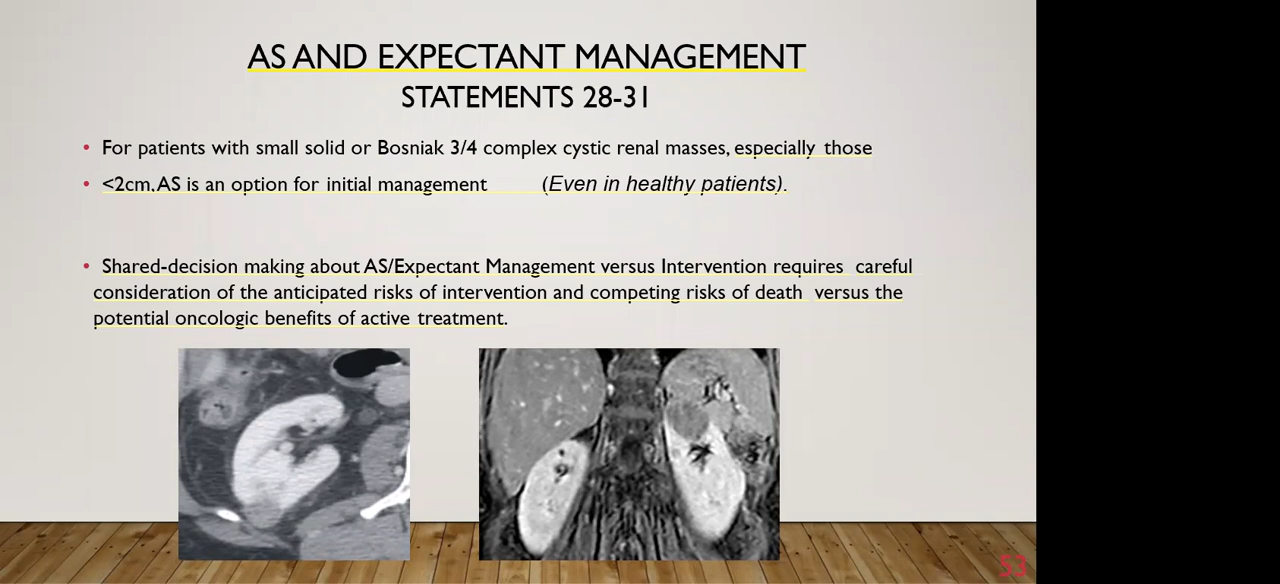 AS AND EXPECTANT MANAGEMENT
STATEMENTS 28-31
• For patients with small solid or Bosniak 3/4 complex cystic renal masses, especially those
• <2cm, AS is an option for initial management (Even in healthy patients).
• Shared-decision making about AS/Expectant Management versus Intervention requires careful
consideration of the anticipated risks of intervention and competing risks of death versus the
potential oncologic benefits of active treatment.
53